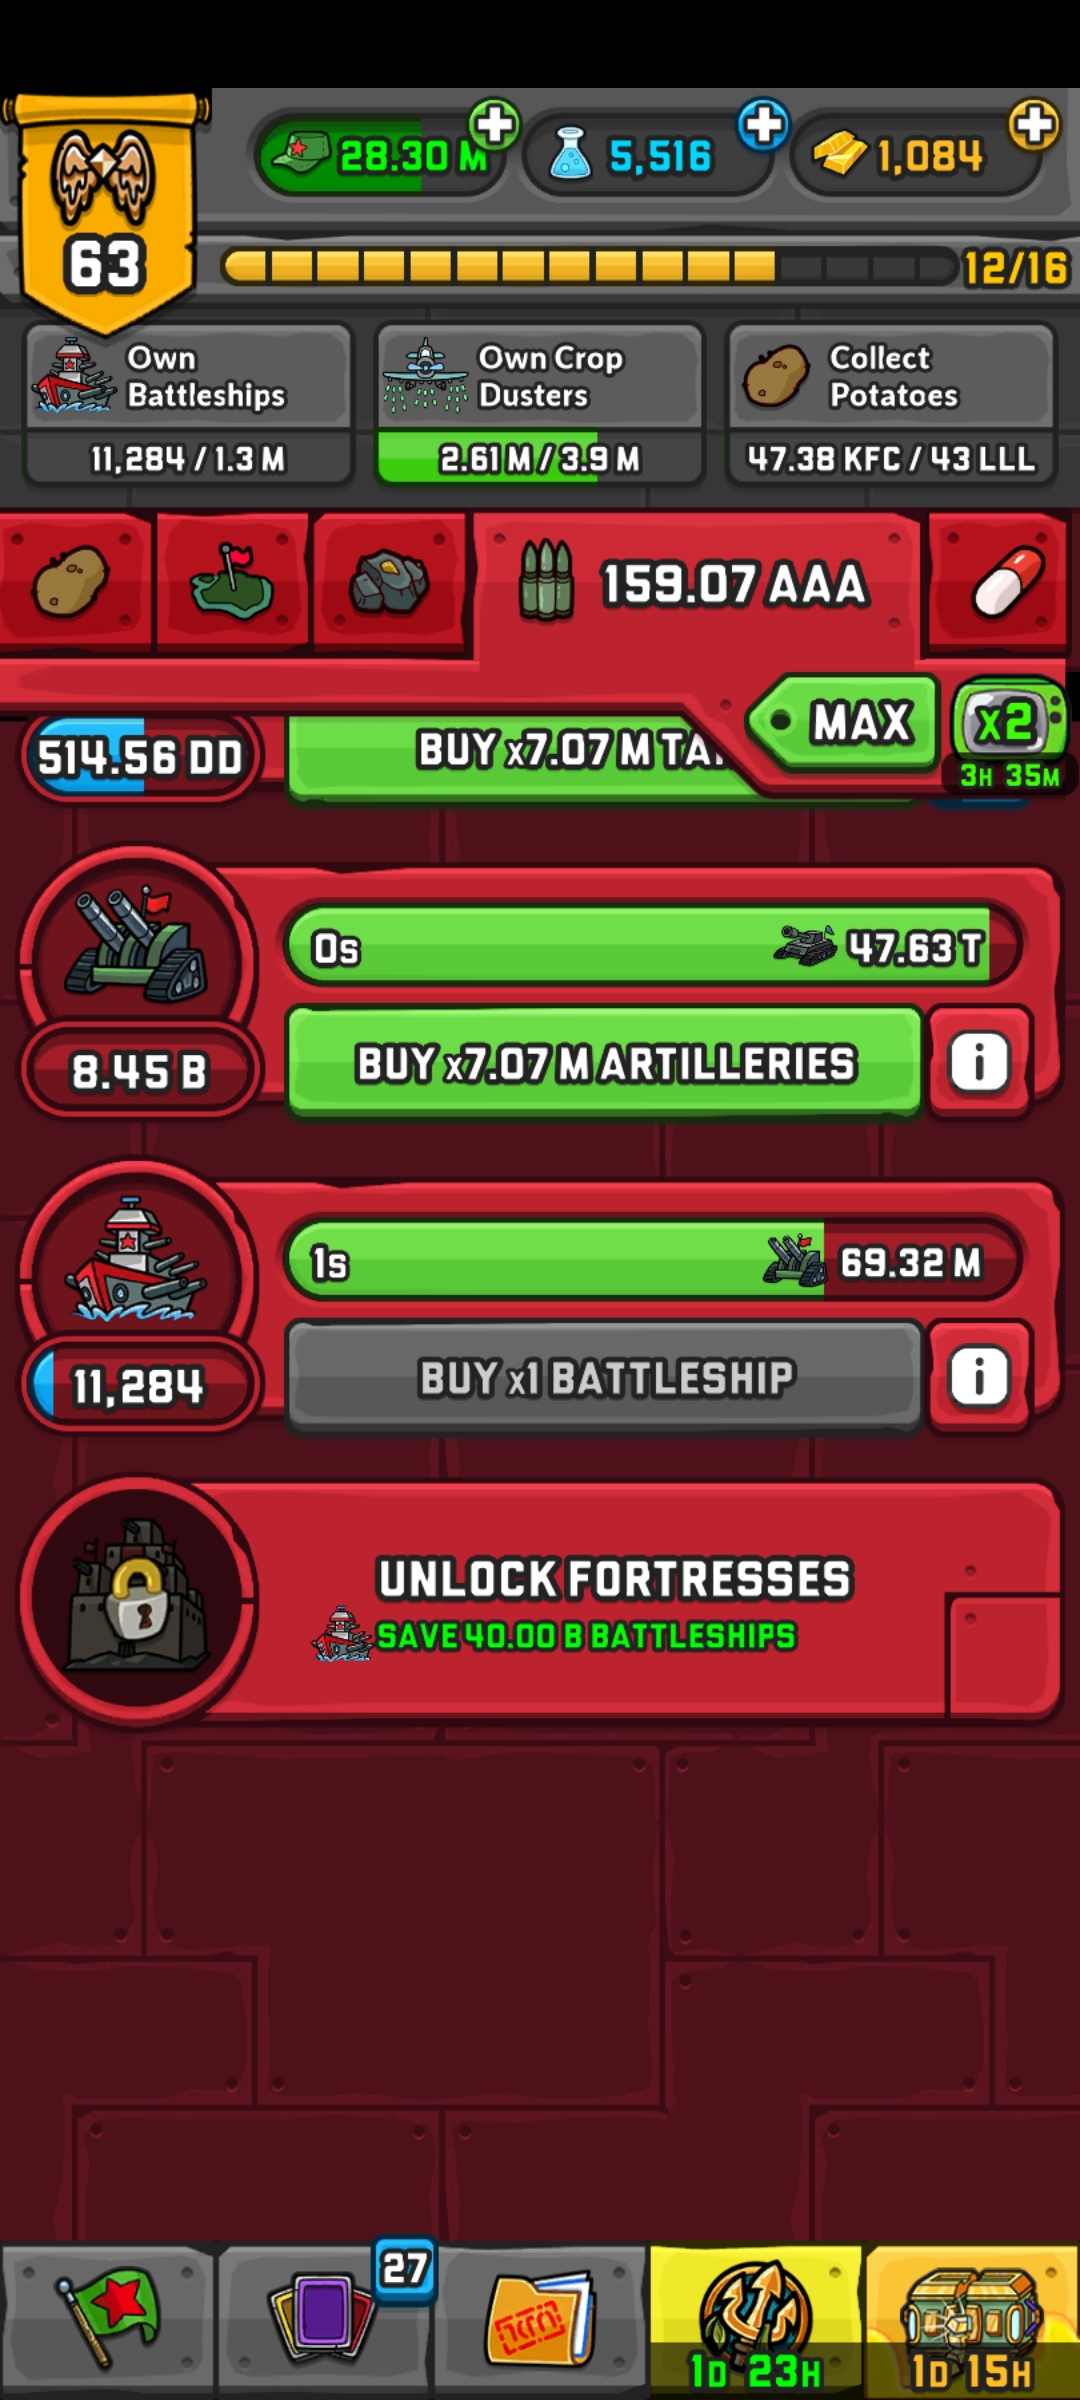 28.30 M
5,516
1,084
63
12/16
Own
Battleships
11,284 / 1.3 M
Own Crop
Dusters
2.61 M / 3.9 M
Collect
Potatoes
47.38 KFC / 43 LLL
159.07 AAA
MAX
x2
3H 35M
514.56 DD
BUY x7.07 M TA
0s
47.63 T
8.45 B
BUY x7.07 M ARTILLERIES
i
1s
69.32 M
11,284
BUY x1 BATTLESHIP
i
UNLOCK FORTRESSES
SAVE 40.00 B BATTLESHIPS
27
1D 23H
1D 15H